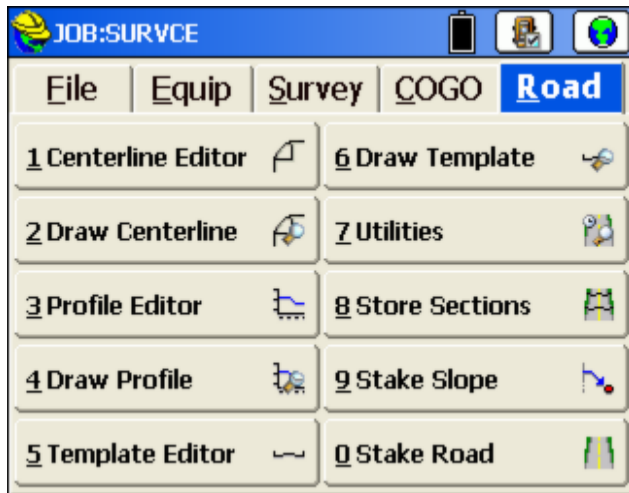 JOB:SURVCE
File Equip Survey COGO Road
1 Centerline Editor
2 Draw Centerline
3 Profile Editor
4 Draw Profile
5 Template Editor
6 Draw Template
7 Utilities
8 Store Sections
9 Stake Slope
0 Stake Road